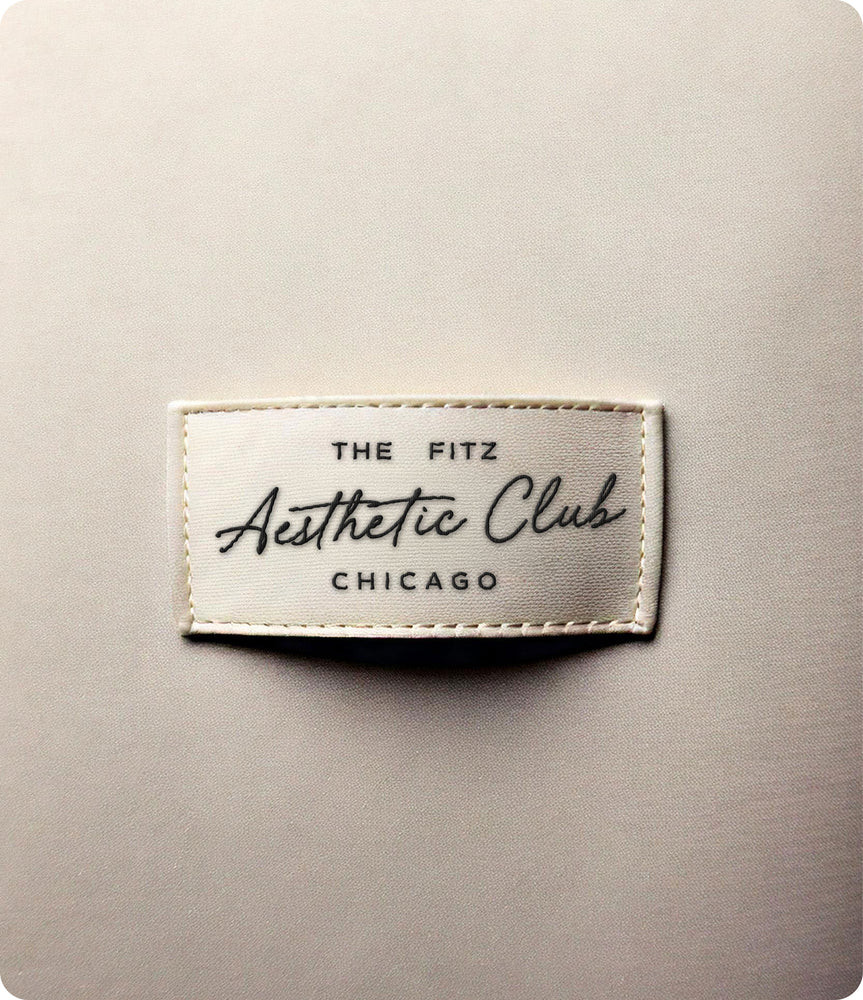 THE FITZ
Aesthetic Club
CHICAGO